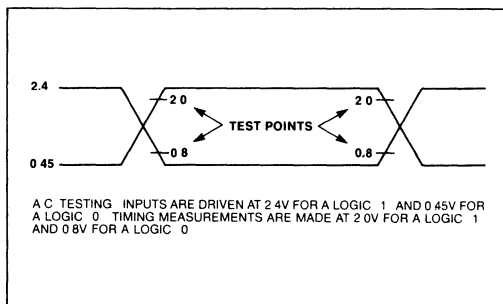 2.4
2 0 2 0
TEST POINTS
0 8 0.8
0 45
A C TESTING INPUTS ARE DRIVEN AT 2 4V FOR A LOGIC 1 AND 0 45V FOR
A LOGIC 0 TIMING MEASUREMENTS ARE MADE AT 2 0V FOR A LOGIC 1
AND 0 8V FOR A LOGIC 0